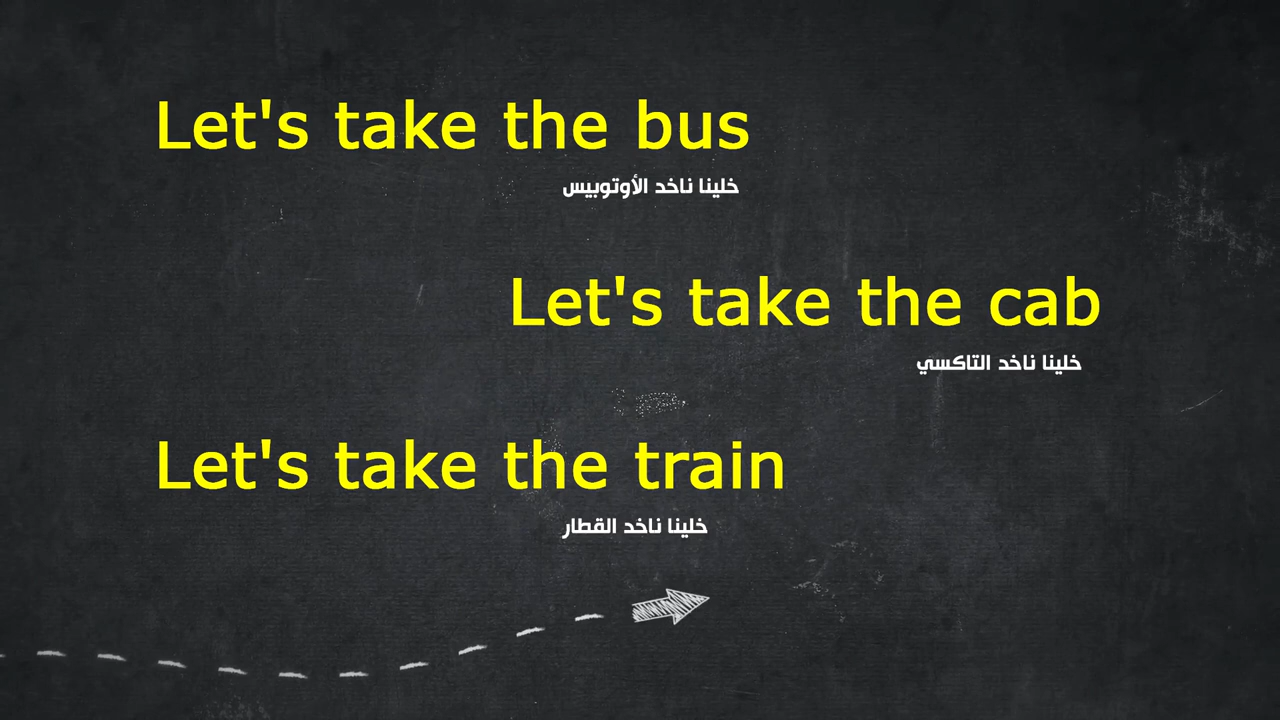 Let's take the bus
خلينا ناخد الأوتوبيس
Let's take the cab
خلينا ناخد التاكسي
Let's take the train
خلينا ناخد القطار